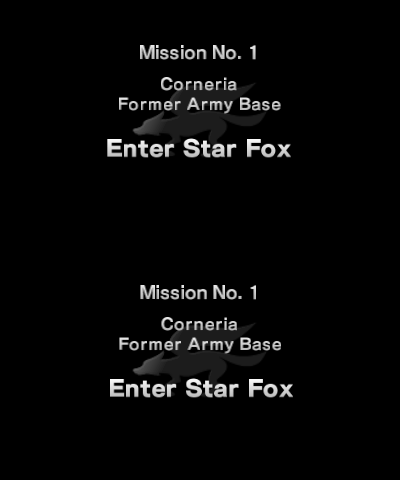 Mission No. 1
Corneria
Former Army Base
Enter Star Fox
Mission No. 1
Corneria
Former Army Base
Enter Star Fox